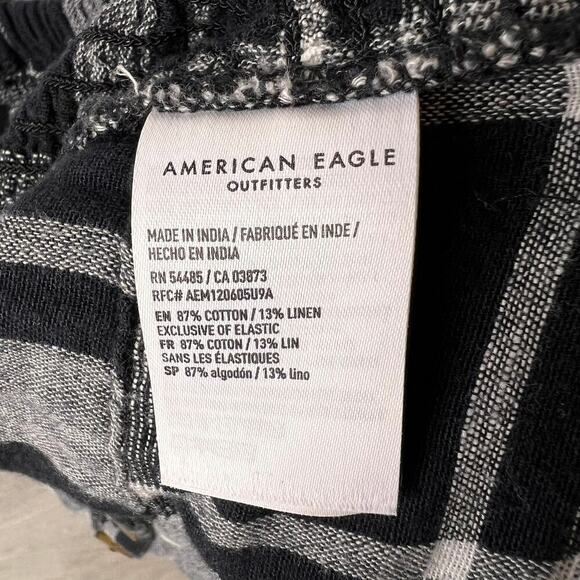 AMERICAN EAGLE
OUTFITTERS
MADE IN INDIA / FABRIQUÉ EN INDE /
HECHO EN INDIA
RN 54485 / CA 03873
RFC# AEM120605U9A
EN 87% COTTON / 13% LINEN
EXCLUSIVE OF ELASTIC
FR 87% COTON / 13% LIN
SANS LES ÉLASTIQUES
SP 87% algodón / 13% lino